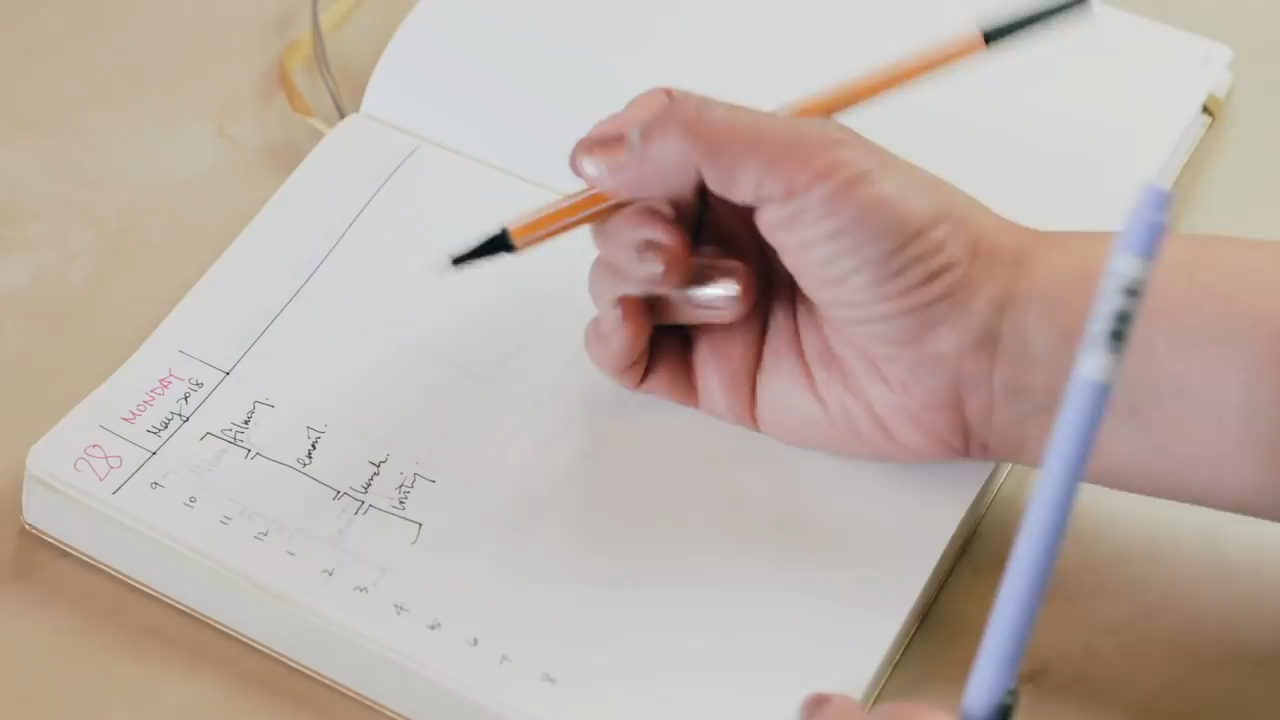 28
MONDAY
May 2018
filming.
email.
lunch.
writing.
9
10
11
12
1
2
3
4
5
6
7
8